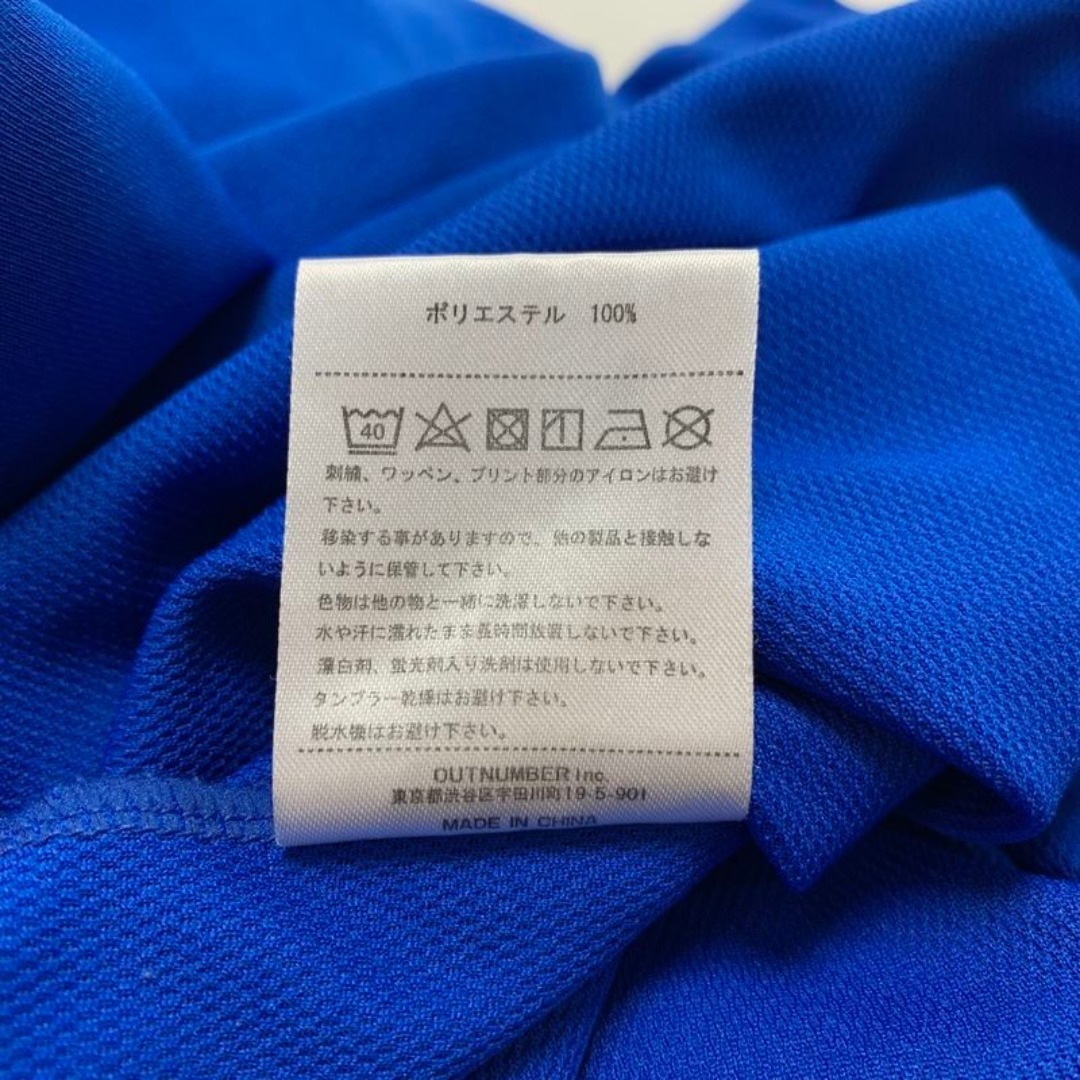 ポリエステル 100%
40
刺繍、ワッペン、プリント部分のアイロンはお避け
下さい。
移染する事がありますので、他の製品と接触しな
いように保管して下さい。
色物は他の物と一緒に洗濯しないで下さい。
水や汗に濡れたまま長時間放置しないで下さい。
漂白剤、蛍光剤入り洗剤は使用しないで下さい。
タンブラー乾燥はお避け下さい。
脱水機はお避け下さい。
OUTNUMBER Inc.
東京都渋谷区宇田川町19-5-901
MADE IN CHINA